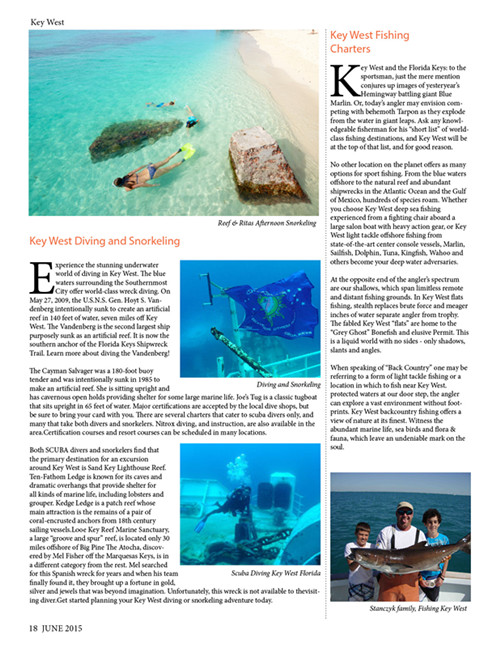 Key West
Reef & Ritas Afternoon Snorkeling
Key West Diving and Snorkeling
Experience the stunning underwater
world of diving in Key West. The blue
waters surrounding the Southernmost
City offer world-class wreck diving. On
May 27, 2009, the U.S.N.S. Gen. Hoyt S. Van-
denberg intentionally sunk to create an artificial
reef in 140 feet of water, seven miles off Key
West. The Vandenberg is the second largest ship
purposely sunk as an artificial reef. It is now the
southern anchor of the Florida Keys Shipwreck
Trail. Learn more about diving the Vandenberg!
The Cayman Salvager was a 180-foot buoy
tender and was intentionally sunk in 1985 to
make an artificial reef. She is sitting upright and
has cavernous open holds providing shelter for some large marine life. Joe's Tug is a classic tugboat
that sits upright in 65 feet of water. Major certifications are accepted by the local dive shops, but
be sure to bring your card with you. There are several charters that cater to scuba divers only, and
many that take both divers and snorkelers. Nitrox diving, and instruction, are also available in the
area.Certification courses and resort courses can be scheduled in many locations.
Diving and Snorkeling
Both SCUBA divers and snorkelers find that
the primary destination for an excursion
around Key West is Sand Key Lighthouse Reef.
Ten-Fathom Ledge is known for its caves and
dramatic overhangs that provide shelter for
all kinds of marine life, including lobsters and
grouper. Kedge Ledge is a patch reef whose
main attraction is the remains of a pair of
coral-encrusted anchors from 18th century
sailing vessels.Looe Key Reef Marine Sanctuary,
a large "groove and spur" reef, is located only 30
miles offshore of Big Pine The Atocha, discov-
ered by Mel Fisher off the Marquesas Keys, is in
a different category from the rest. Mel searched
for this Spanish wreck for years and when his team
finally found it, they brought up a fortune in gold,
silver and jewels that was beyond imagination. Unfortunately, this wreck is not available to thevisit-
ing diver.Get started planning your Key West diving or snorkeling adventure today.
Scuba Diving Key West Florida
Key West Fishing
Charters
Key West and the Florida Keys: to the
sportsman, just the mere mention
conjures up images of yesteryear's
Hemingway battling giant Blue
Marlin. Or, today's angler may envision com-
peting with behemoth Tarpon as they explode
from the water in giant leaps. Ask any knowl-
edgeable fisherman for his "short list" of world-
class fishing destinations, and Key West will be
at the top of that list, and for good reason.
No other location on the planet offers as many
options for sport fishing. From the blue waters
offshore to the natural reef and abundant
shipwrecks in the Atlantic Ocean and the Gulf
of Mexico, hundreds of species roam. Whether
you choose Key West deep sea fishing
experienced from a fighting chair aboard a
large salon boat with heavy action gear, or Key
West light tackle offshore fishing from
state-of-the-art center console vessels, Marlin,
Sailfish, Dolphin, Tuna, Kingfish, Wahoo and
others become your deep water adversaries.
At the opposite end of the angler's spectrum
are our shallows, which span limitless remote
and distant fishing grounds. In Key West flats
fishing, stealth replaces brute force and meager
inches of water separate angler from trophy.
The fabled Key West "flats" are home to the
"Grey Ghost" Bonefish and elusive Permit. This
is a liquid world with no sides - only shadows,
slants and angles.
When speaking of "Back Country" one may be
referring to a form of light tackle fishing or a
location in which to fish near Key West.
protected waters at our door step, the angler
can explore a vast environment without foot-
prints. Key West backcountry fishing offers a
view of nature at its finest. Witness the
abundant marine life, sea birds and flora &
fauna, which leave an undeniable mark on the
soul.
Stanczyk family, Fishing Key West
18 JUNE 2015